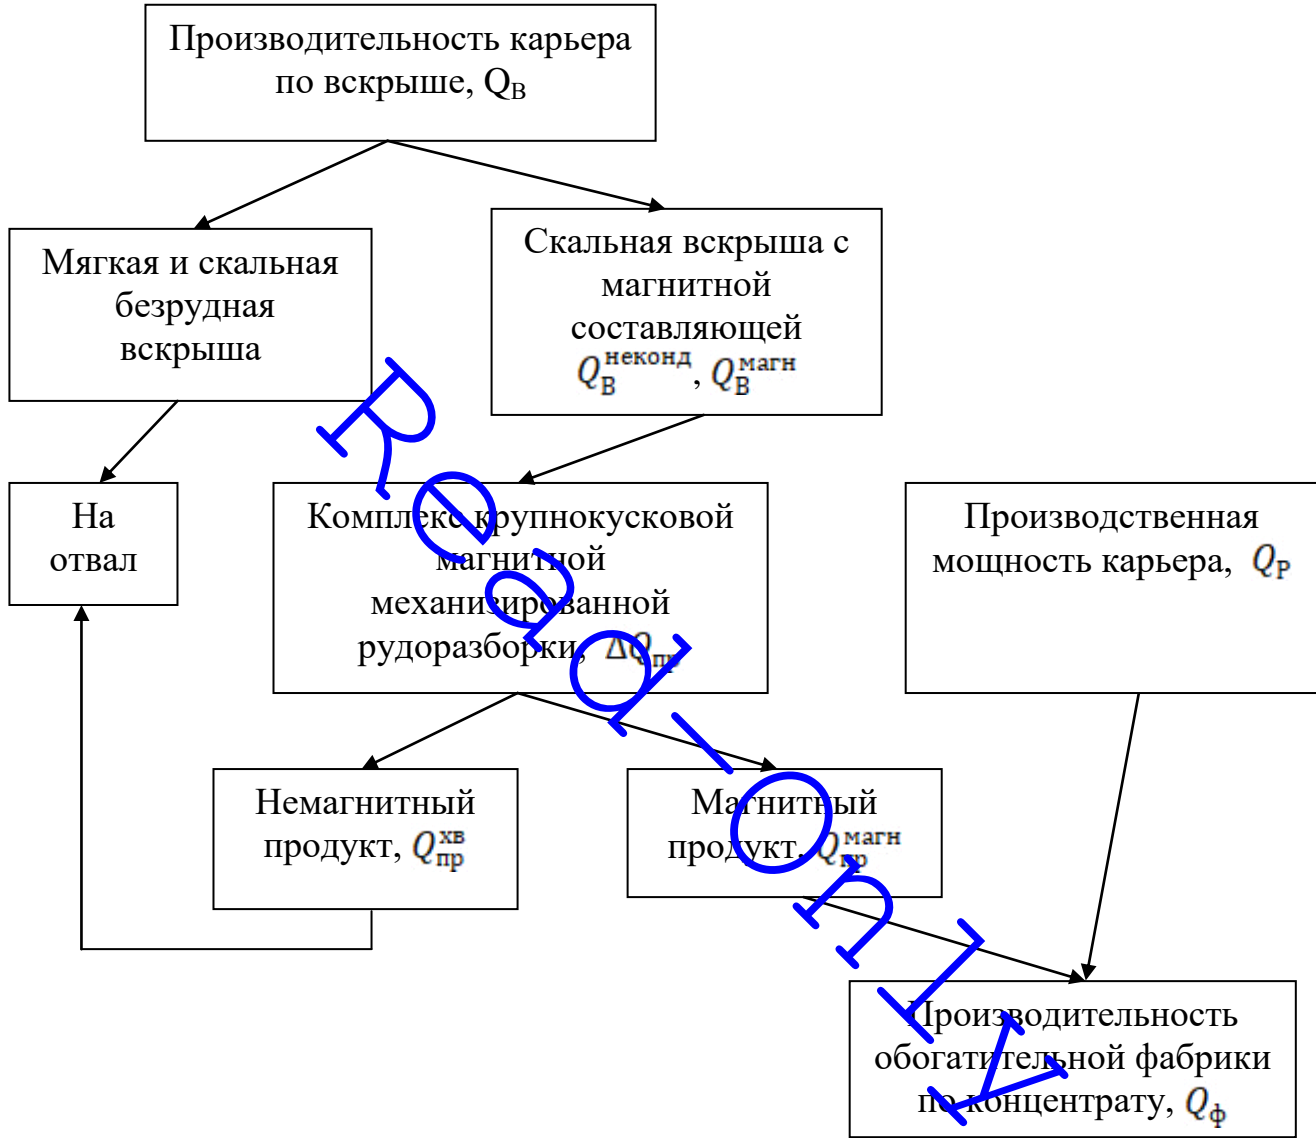 Производительность карьера
по вскрыше, Q_В
Мягкая и скальная
безрудная
вскрыша
Скальная вскрыша с
магнитной
составляющей
Q_В^неконд, Q_В^магн
На
отвал
Комплекс крупнокусковой
магнитной
механизированной
рудоразборки, ΔQ_пр
Производственная
мощность карьера, Q_Р
Немагнитный
продукт, Q_пр^хв
Магнитный
продукт, Q_пр^магн
Производительность
обогатительной фабрики
по концентрату, Q_ф
Read-Only